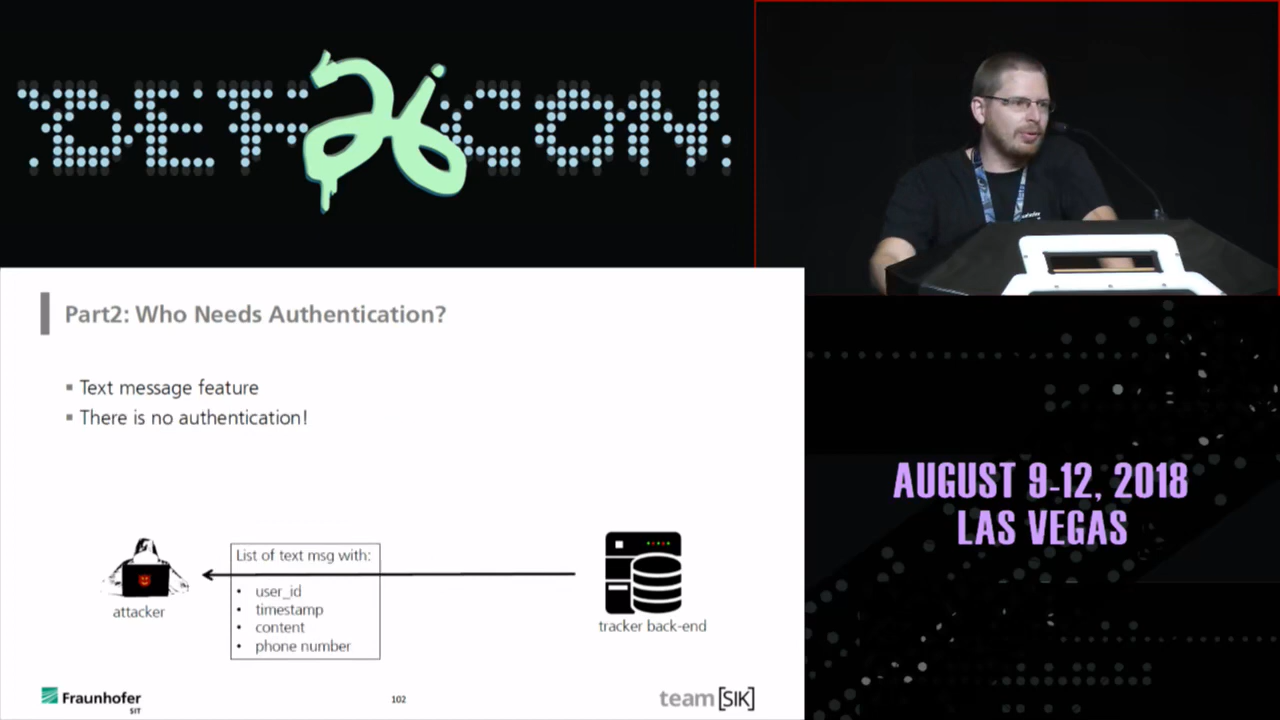 DEF 26 CON
Part2: Who Needs Authentication?
▪ Text message feature
▪ There is no authentication!
List of text msg with:
• user_id
• timestamp
• content
• phone number
attacker
tracker back-end
Fraunhofer
SIT
102
team[SIK]
AUGUST 9-12, 2018
LAS VEGAS